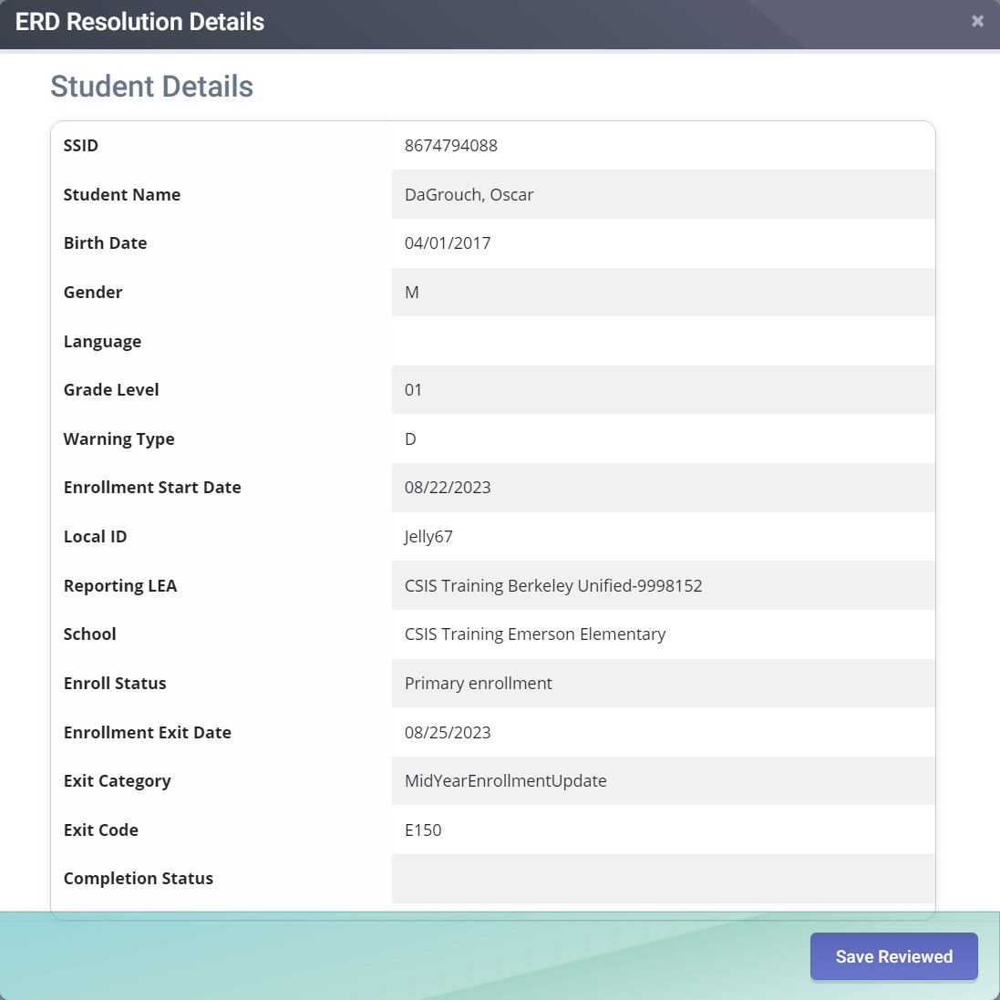 ERD Resolution Details
×
Student Details
SSID 8674794088
Student Name DaGrouch, Oscar
Birth Date 04/01/2017
Gender M
Language
Grade Level 01
Warning Type D
Enrollment Start Date 08/22/2023
Local ID Jelly67
Reporting LEA CSIS Training Berkeley Unified-9998152
School CSIS Training Emerson Elementary
Enroll Status Primary enrollment
Enrollment Exit Date 08/25/2023
Exit Category MidYearEnrollmentUpdate
Exit Code E150
Completion Status
Save Reviewed